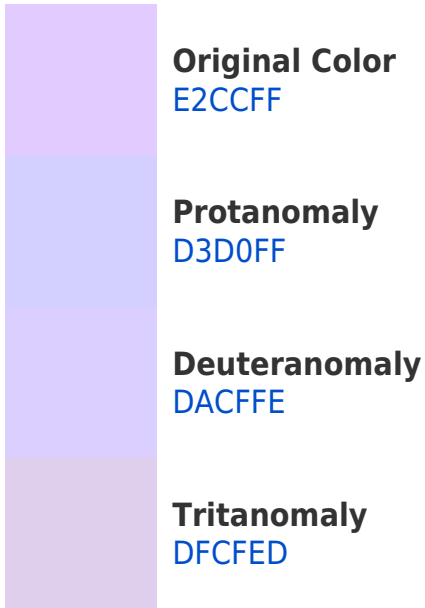 Original Color
E2CCFF
Protanomaly
D3D0FF
Deuteranomaly
DACFFE
Tritanomaly
DFCFED